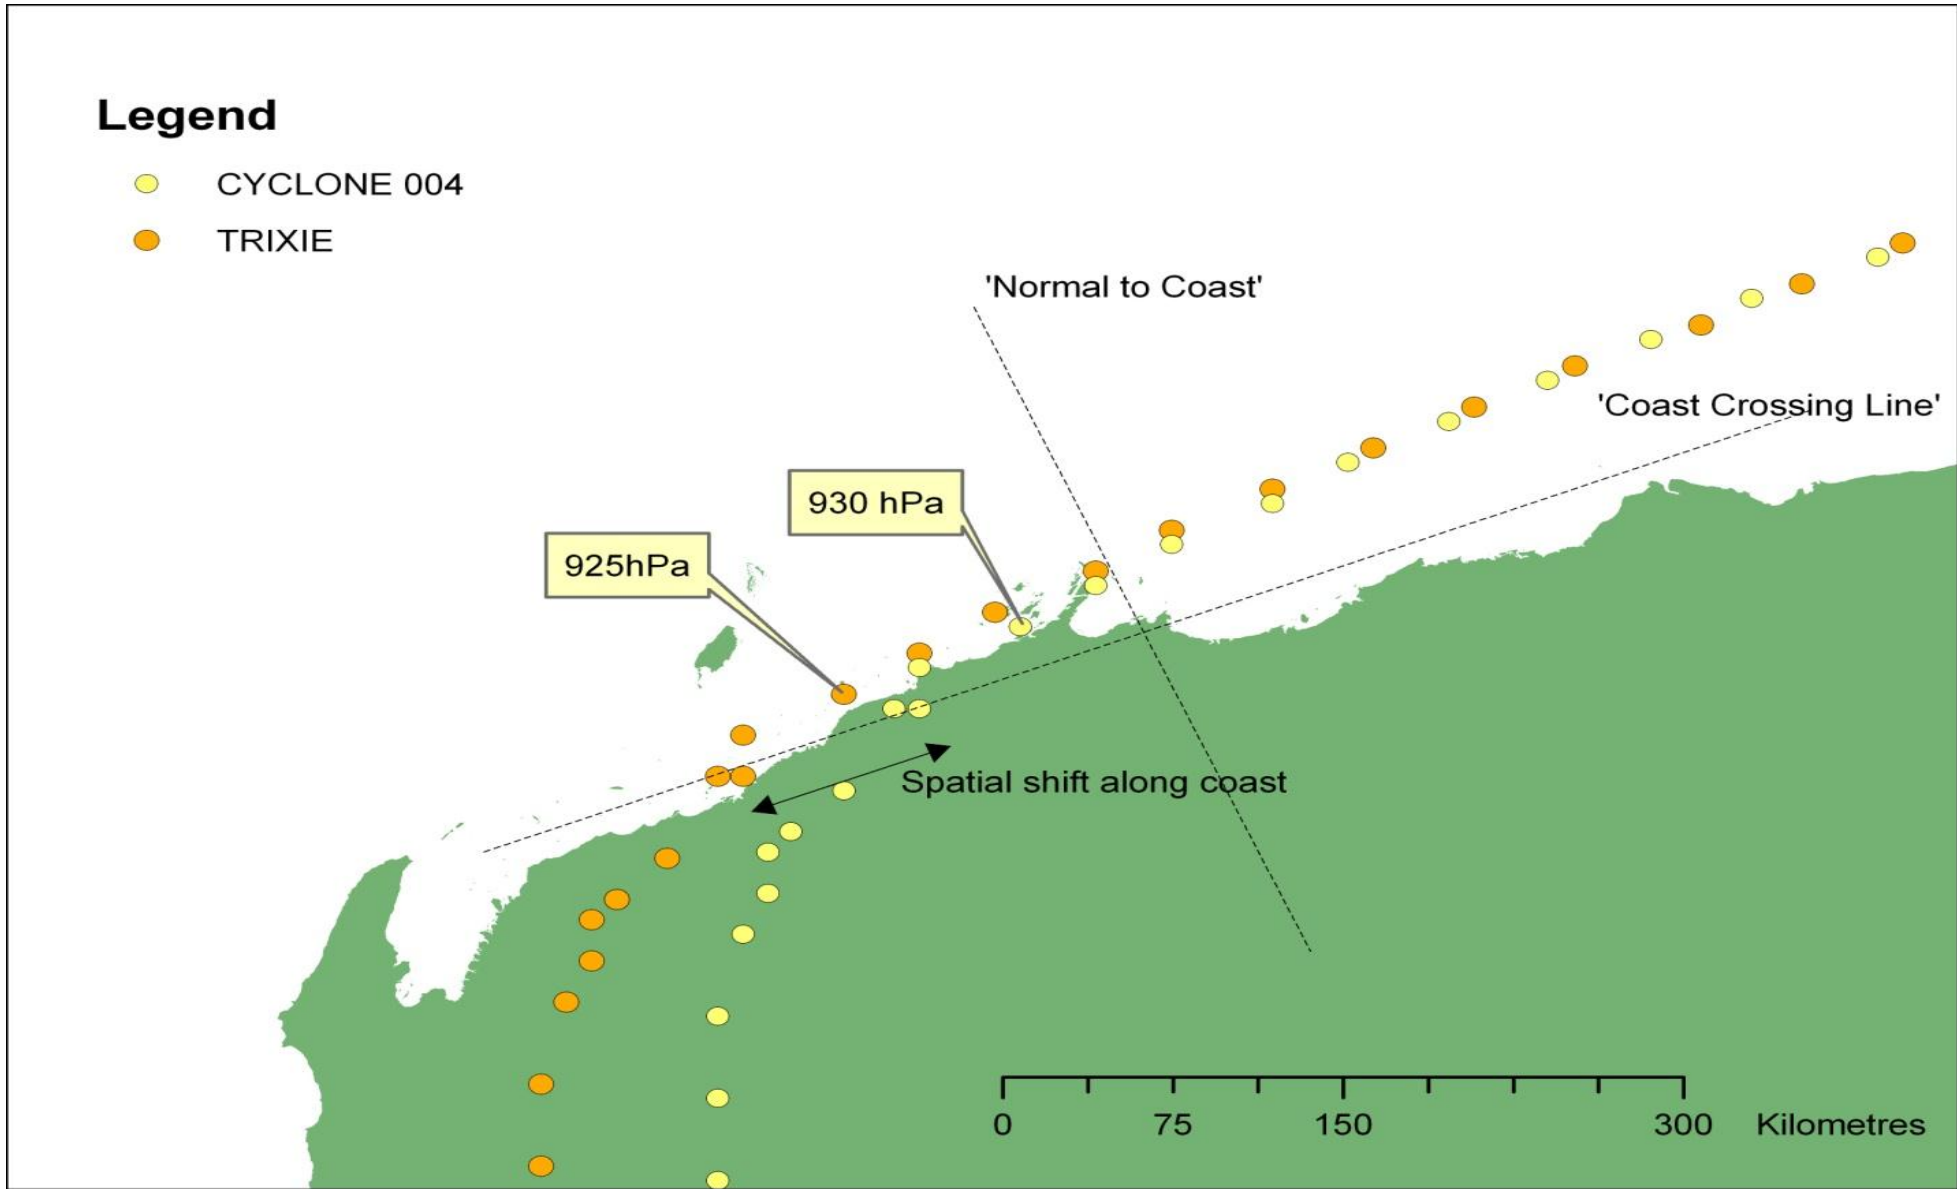 Legend
CYCLONE 004
TRIXIE
'Normal to Coast'
'Coast Crossing Line'
930 hPa
925hPa
Spatial shift along coast
0 75 150 300 Kilometres